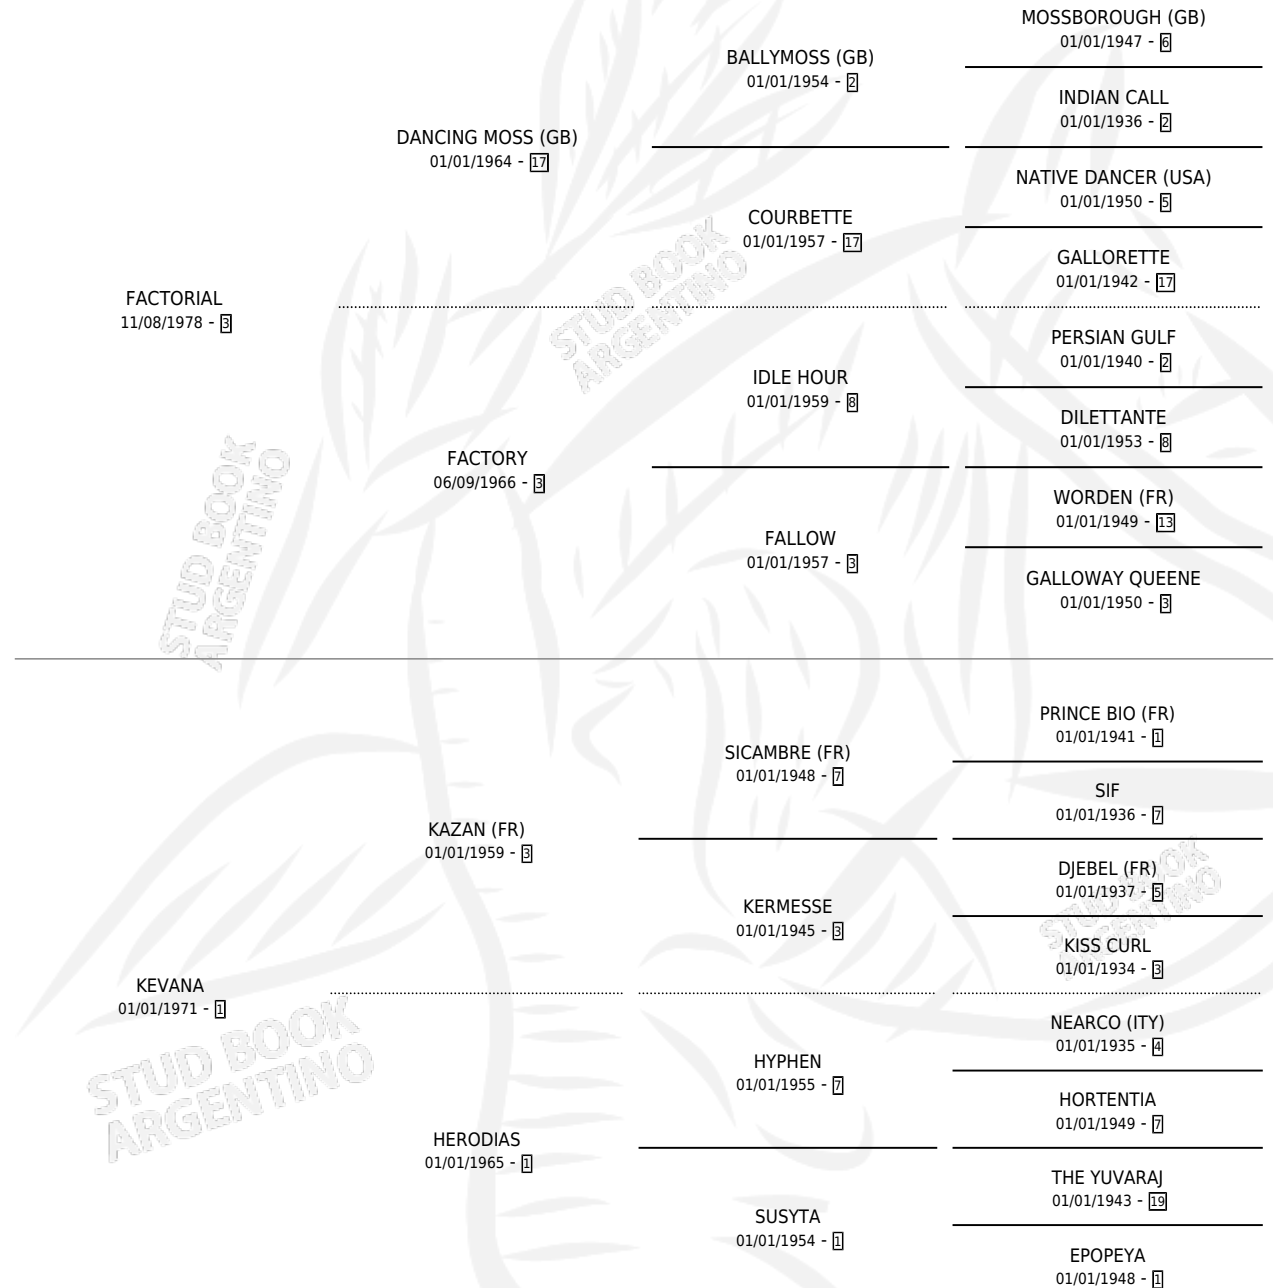 MOSSBOROUGH (GB)
01/01/1947 - 6
BALLYMOSS (GB)
01/01/1954 - 2
INDIAN CALL
01/01/1936 - 2
DANCING MOSS (GB)
01/01/1964 - 17
NATIVE DANCER (USA)
01/01/1950 - 5
COURBETTE
01/01/1957 - 17
GALLORETTE
01/01/1942 - 17
FACTORIAL
11/08/1978 - 3
PERSIAN GULF
01/01/1940 - 2
IDLE HOUR
01/01/1959 - 8
DILETTANTE
01/01/1953 - 8
FACTORY
06/09/1966 - 3
WORDEN (FR)
01/01/1949 - 13
FALLOW
01/01/1957 - 3
GALLOWAY QUEENE
01/01/1950 - 3
STUD BOOK
ARGENTINO
STUD BOOK
ARGENTINO
PRINCE BIO (FR)
01/01/1941 - 1
SICAMBRE (FR)
01/01/1948 - 7
SIF
01/01/1936 - 7
KAZAN (FR)
01/01/1959 - 3
DJEBEL (FR)
01/01/1937 - 5
KERMESSE
01/01/1945 - 3
KISS CURL
01/01/1934 - 3
KEVANA
01/01/1971 - 1
NEARCO (ITY)
01/01/1935 - 4
HYPHEN
01/01/1955 - 7
HORTENTIA
01/01/1949 - 7
HERODIAS
01/01/1965 - 1
THE YUVARAJ
01/01/1943 - 19
SUSYTA
01/01/1954 - 1
EPOPEYA
01/01/1948 - 1
STUD BOOK
ARGENTINO
STUD BOOK
ARGENTINO